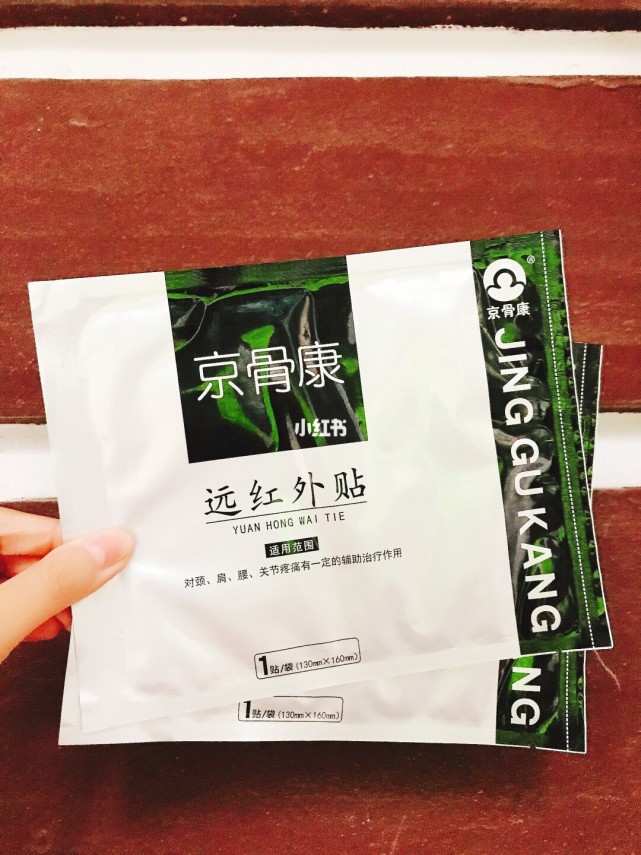 京骨康
小红书
远红外贴
YUAN HONG WAI TIE
适用范围
对颈、肩、腰、关节疼痛有一定的辅助治疗作用
1贴/袋(130mm×160mm)
®
京骨康
JING GU KANG
1贴/袋(130mm×160mm)
NG